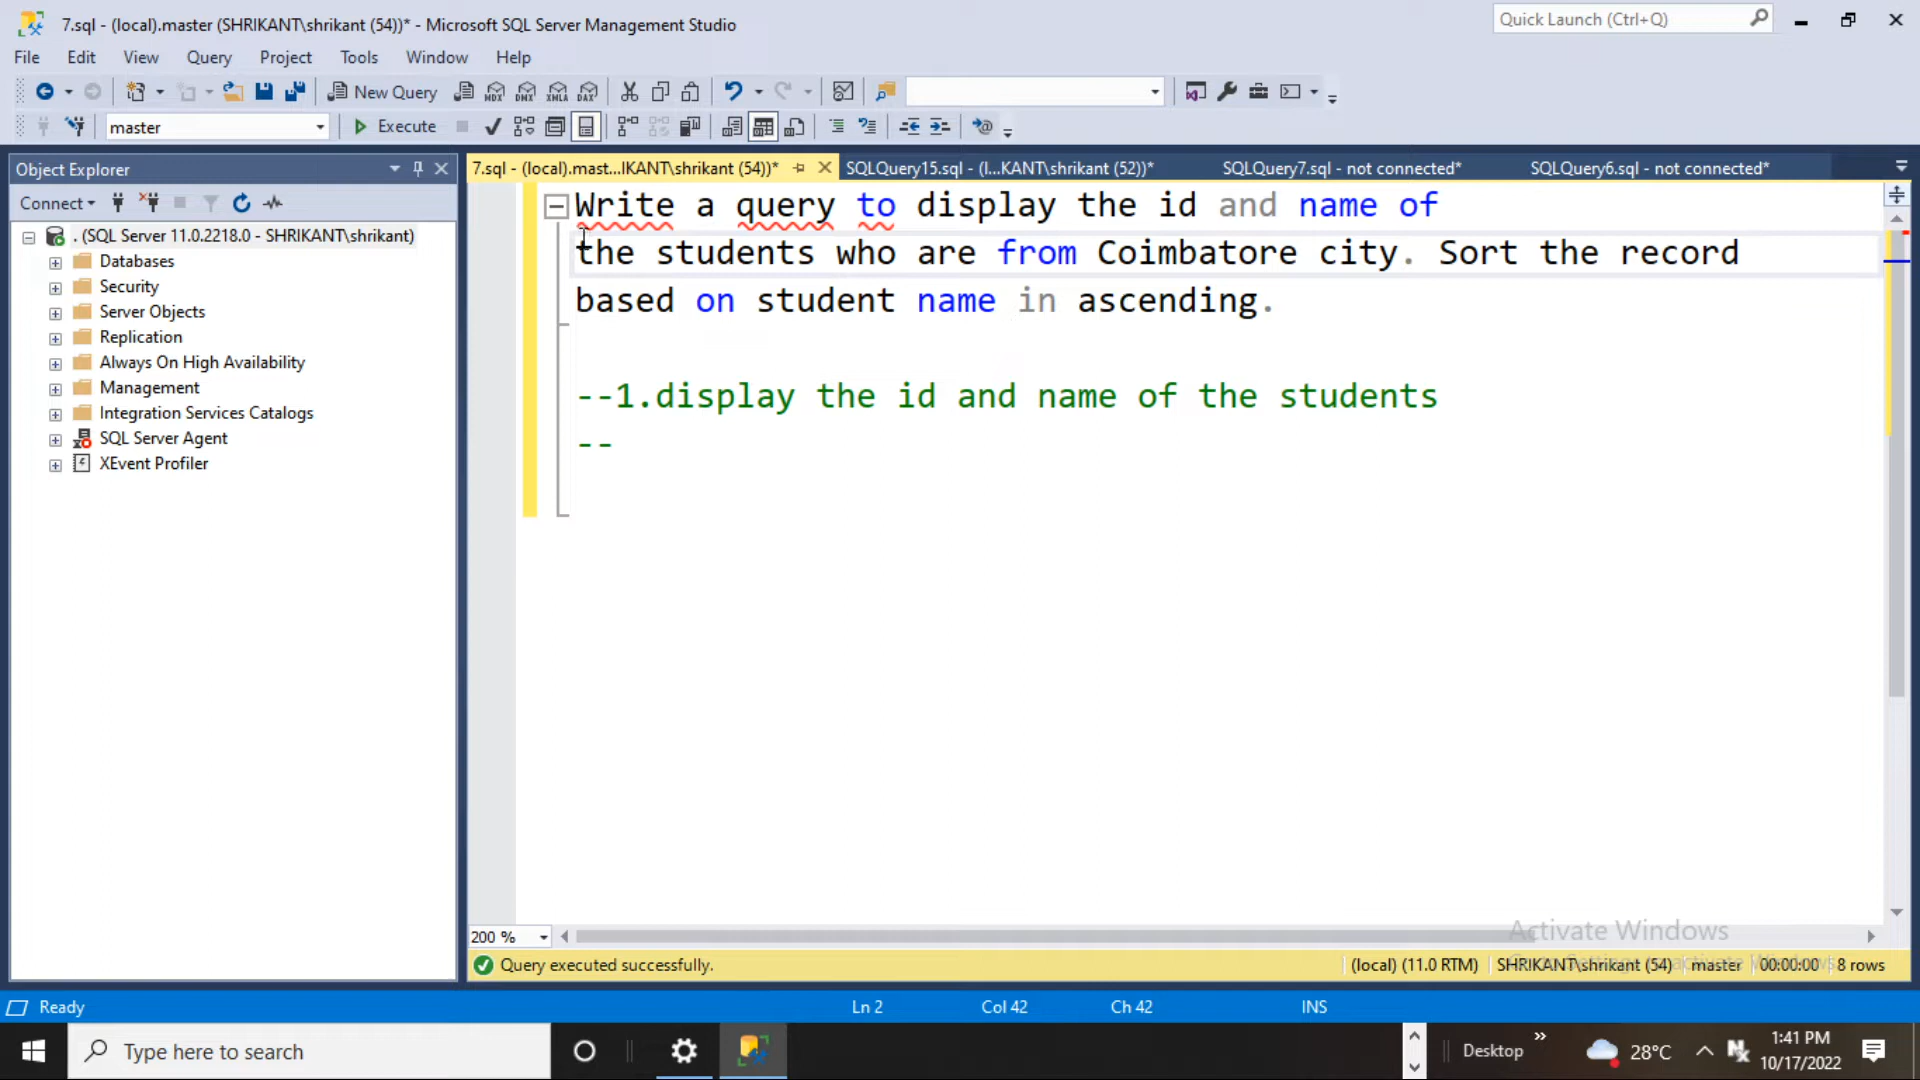 7.sql - (local).master (SHRIKANT\shrikant (54))* - Microsoft SQL Server Management Studio
Quick Launch (Ctrl+Q)
File Edit View Query Project Tools Window Help
New Query
MDX DMX XMLA DAX
master
Execute
Object Explorer
7.sql - (local).mast...IKANT\shrikant (54))*
SQLQuery15.sql - (l...KANT\shrikant (52))*
SQLQuery7.sql - not connected*
SQLQuery6.sql - not connected*
Connect
. (SQL Server 11.0.2218.0 - SHRIKANT\shrikant)
Databases
Security
Server Objects
Replication
Always On High Availability
Management
Integration Services Catalogs
SQL Server Agent
XEvent Profiler
Write a query to display the id and name of
the students who are from Coimbatore city. Sort the record
based on student name in ascending.
--1.display the id and name of the students
--
200 %
Activate Windows
Query executed successfully.
(local) (11.0 RTM) SHRIKANT\shrikant (54) master 00:00:00 8 rows
Ready
Ln 2
Col 42
Ch 42
INS
Type here to search
Desktop
28°C
1:41 PM
10/17/2022